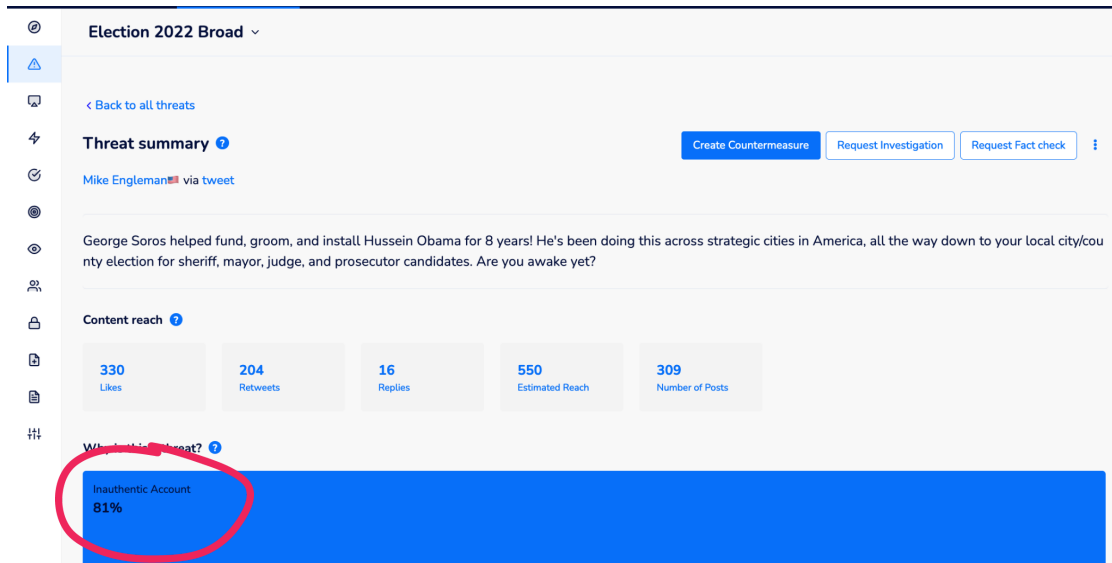 Election 2022 Broad
Back to all threats
Threat summary ?
Create Countermeasure
Request Investigation
Request Fact check
Mike Engleman🇺🇸 via tweet
George Soros helped fund, groom, and install Hussein Obama for 8 years! He's been doing this across strategic cities in America, all the way down to your local city/cou
nty election for sheriff, mayor, judge, and prosecutor candidates. Are you awake yet?
Content reach ?
330
Likes
204
Retweets
16
Replies
550
Estimated Reach
309
Number of Posts
Why is this a threat? ?
Inauthentic Account
81%